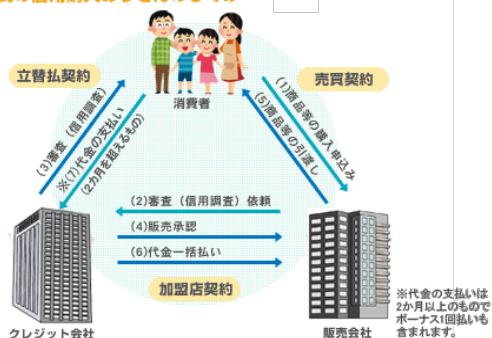 立替払契約
売買契約
消費者
(1)商品等の購入申込み
(5)商品等の引渡し
(3)審査（信用調査）
※(7)代金の支払い
(2カ月を超えるもの)
(2)審査（信用調査）依頼
(4)販売承認
(6)代金一括払い
加盟店契約
クレジット会社
販売会社
※代金の支払いは
2か月以上のもので
ボーナス1回払いも
含まれます。